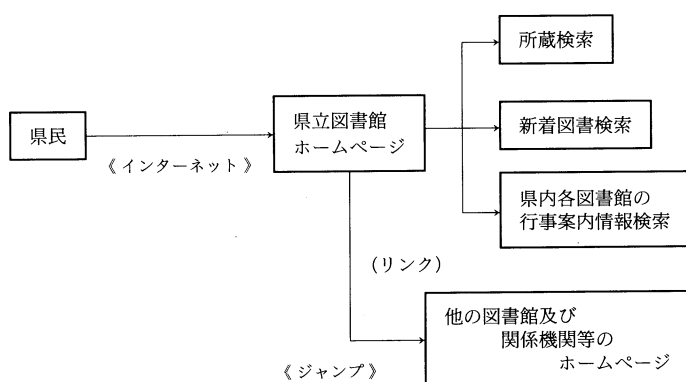 所蔵検索
県民
《インターネット》
県立図書館
ホームページ
新着図書検索
県内各図書館の
行事案内情報検索
(リンク)
他の図書館及び
関係機関等の
ホームページ
《ジャンプ》